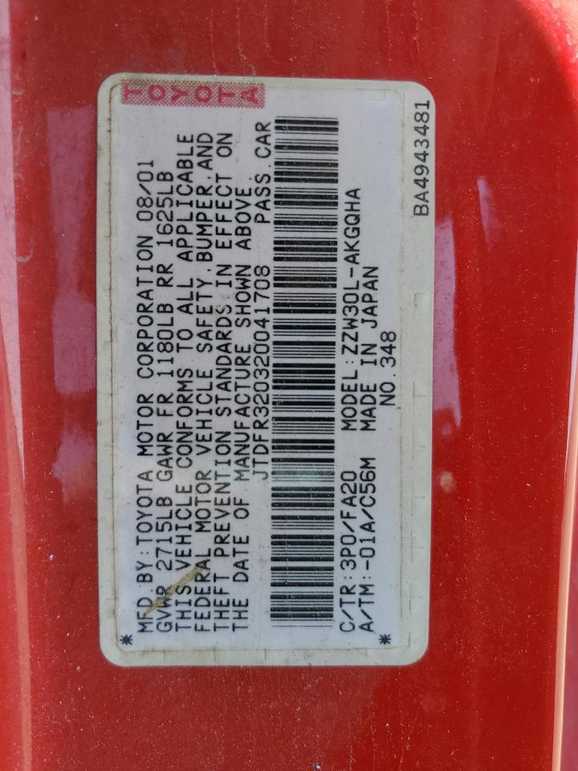 TOYOTA
MFD.BY:TOYOTA MOTOR CORPORATION 08/01
GVWR 2715LB GAWR FR 1180LB RR 1625LB
THIS VEHICLE CONFORMS TO ALL APPLICABLE
FEDERAL MOTOR VEHICLE SAFETY, BUMPER, AND
THEFT PREVENTION STANDARDS IN EFFECT ON
THE DATE OF MANUFACTURE SHOWN ABOVE.
JTDFR320320041708 PASS.CAR
C/TR:3P0/FA20 MODEL:ZZW30L-AKGQHA
A/TM:-01A/C56M MADE IN JAPAN
* NO.348 *
BA4943481